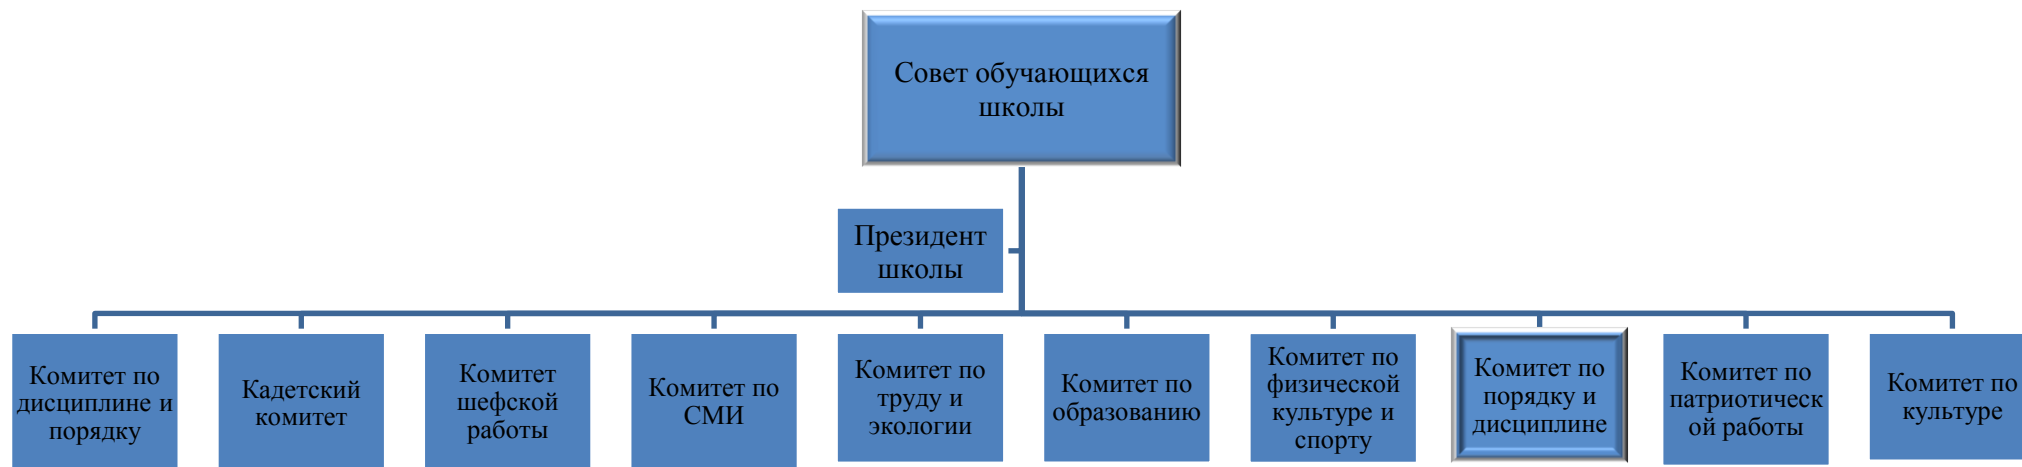 Совет обучающихся
школы
Президент
школы
Комитет по
дисциплине и
порядку
Кадетский
комитет
Комитет
шефской
работы
Комитет по
СМИ
Комитет по
труду и
экологии
Комитет по
образованию
Комитет по
физической
культуре и
спорту
Комитет по
порядку и
дисциплине
Комитет по
патриотическ
ой работы
Комитет по
культуре